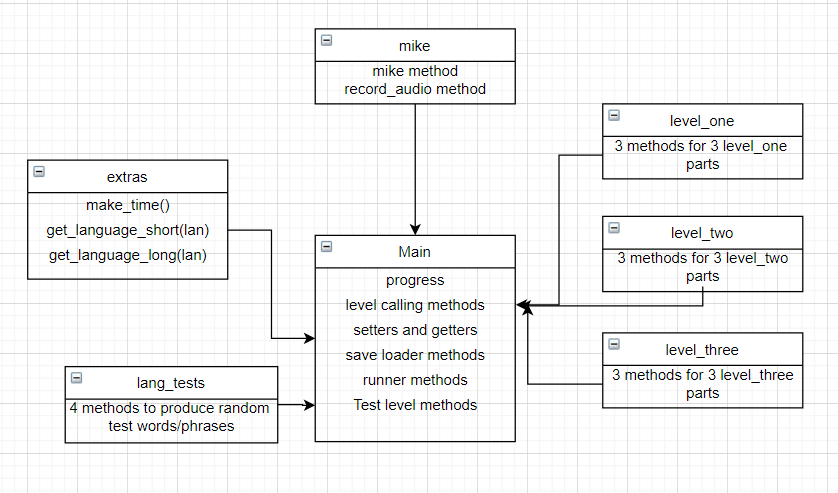 mike
mike method
record_audio method
level_one
3 methods for 3 level_one
parts
extras
make_time()
get_language_short(lan)
get_language_long(lan)
level_two
3 methods for 3 level_two
parts
Main
progress
level calling methods
setters and getters
save loader methods
runner methods
Test level methods
level_three
3 methods for 3 level_three
parts
lang_tests
4 methods to produce random
test words/phrases